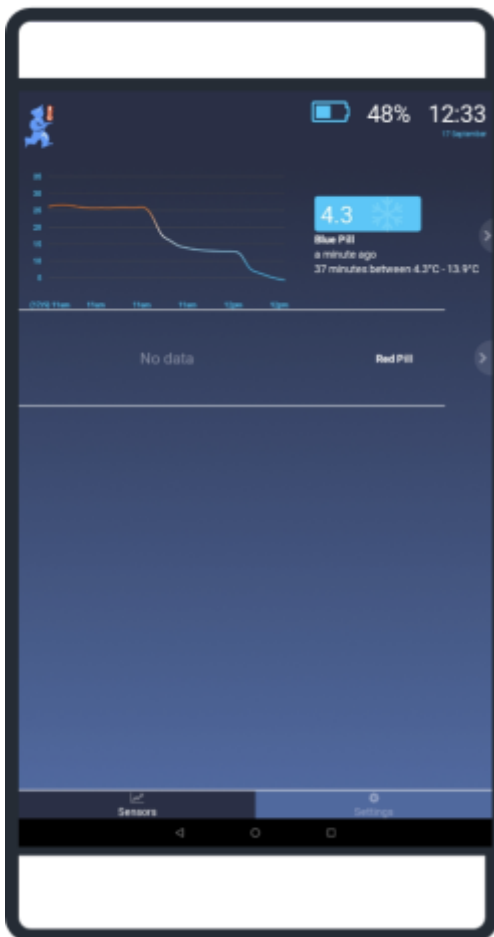 48% 12:33
17 September
4.3
Blue Pill
a minute ago
37 minutes between 4.3°C - 13.9°C
11am 11am 11am 12pm 12pm
No data Red Pill
Sensors Settings